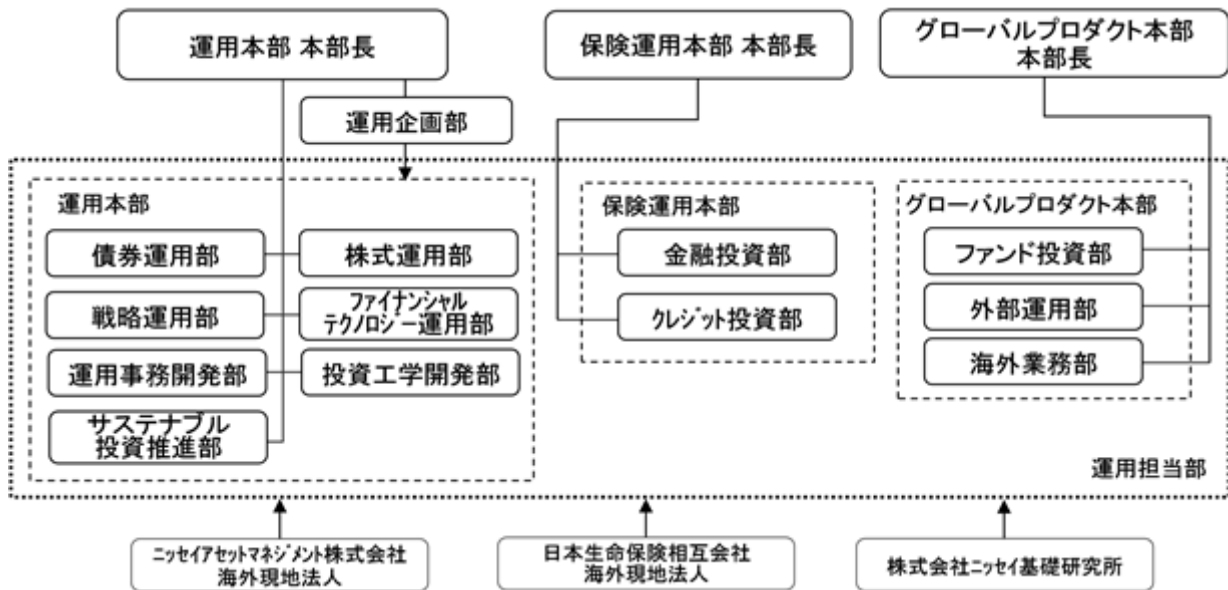 運用本部 本部長
保険運用本部 本部長
グローバルプロダクト本部
本部長
運用企画部
運用本部
債券運用部
株式運用部
戦略運用部
ファイナンシャル
テクノロジー運用部
運用事務開発部
投資工学開発部
サステナブル
投資推進部
保険運用本部
金融投資部
クレジット投資部
グローバルプロダクト本部
ファンド投資部
外部運用部
海外業務部
運用担当部
ニッセイアセットマネジメント株式会社
海外現地法人
日本生命保険相互会社
海外現地法人
株式会社ニッセイ基礎研究所